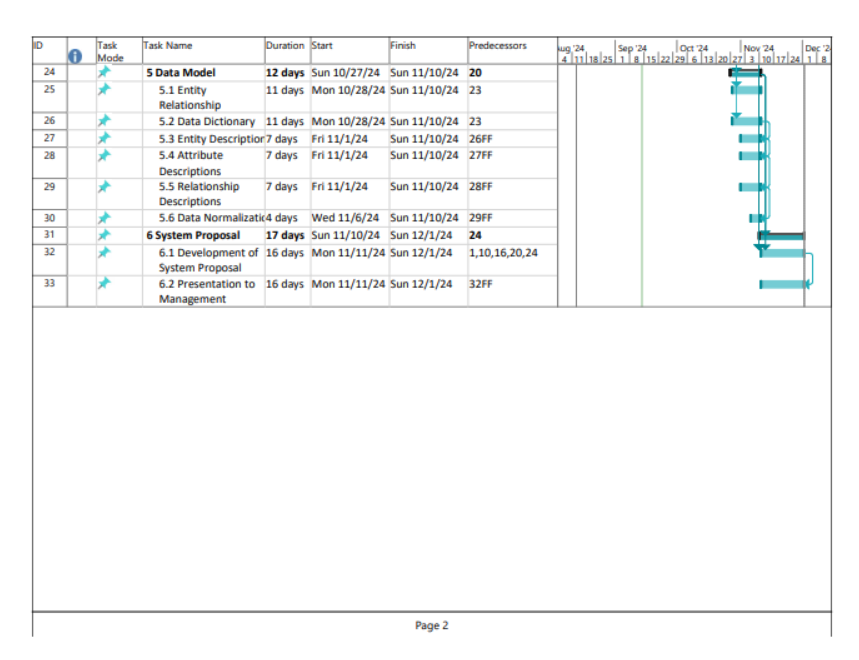 ID Task Mode Task Name Duration Start Finish Predecessors
Aug '24 Sep '24 Oct '24 Nov '24 Dec '2
4 11 18 25 1 8 15 22 29 6 13 20 27 3 10 17 24 1 8
24 5 Data Model 12 days Sun 10/27/24 Sun 11/10/24 20
25 5.1 Entity 11 days Mon 10/28/24 Sun 11/10/24 23
Relationship
26 5.2 Data Dictionary 11 days Mon 10/28/24 Sun 11/10/24 23
27 5.3 Entity Description 7 days Fri 11/1/24 Sun 11/10/24 26FF
28 5.4 Attribute 7 days Fri 11/1/24 Sun 11/10/24 27FF
Descriptions
29 5.5 Relationship 7 days Fri 11/1/24 Sun 11/10/24 28FF
Descriptions
30 5.6 Data Normalizati 4 days Wed 11/6/24 Sun 11/10/24 29FF
31 6 System Proposal 17 days Sun 11/10/24 Sun 12/1/24 24
32 6.1 Development of 16 days Mon 11/11/24 Sun 12/1/24 1,10,16,20,24
System Proposal
33 6.2 Presentation to 16 days Mon 11/11/24 Sun 12/1/24 32FF
Management
Page 2